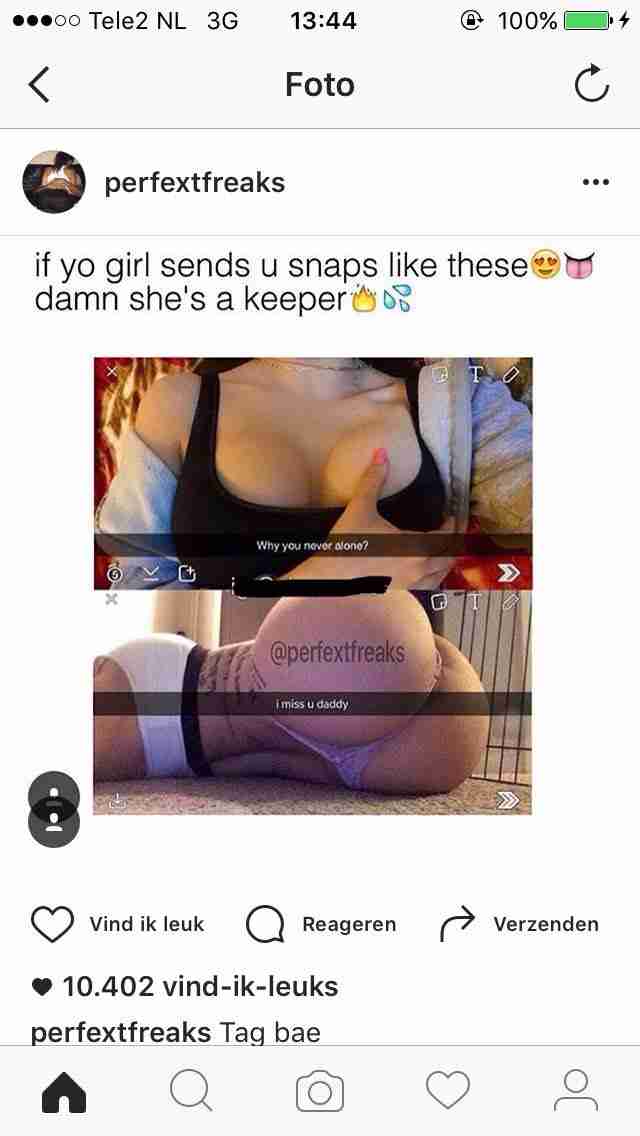 Tele2 NL 3G 13:44 100%
Foto
perfextfreaks
if yo girl sends u snaps like these😍👅
damn she's a keeper🔥💦
T
Why you never alone?
T
@perfextfreaks
i miss u daddy
Vind ik leuk Reageren Verzenden
10.402 vind-ik-leuks
perfextfreaks Tag bae